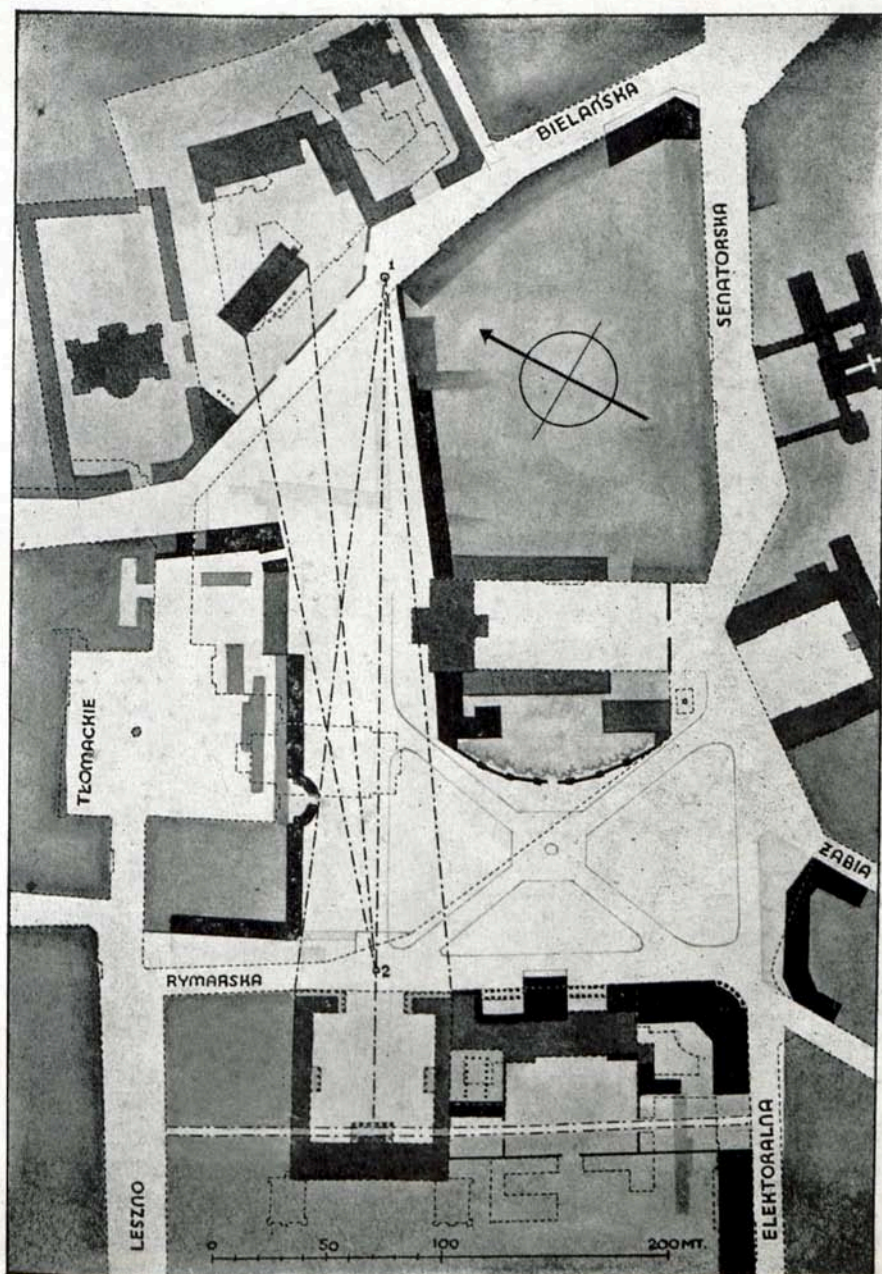 BIELAŃSKA
SENATORSKA
1
TŁOMACKIE
ŻABIA
2
RYMARSKA
LESZNO
ELEKTORALNA
0 50 100 200 MT.